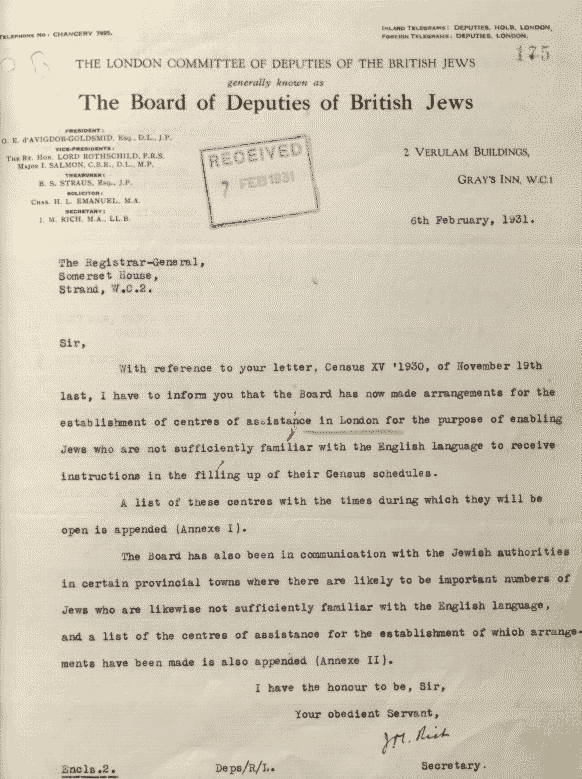 TELEPHONE NO: CHANCERY 7695.
INLAND TELEGRAMS: DEPUTIES, HOLB, LONDON,
FOREIGN TELEGRAMS: DEPUTIES, LONDON.
175
THE LONDON COMMITTEE OF DEPUTIES OF THE BRITISH JEWS
generally known as
The Board of Deputies of British Jews
PRESIDENT:
O. E. d'AVIGDOR-GOLDSMID, Esq., D.L., J.P.
VICE-PRESIDENTS:
THE RT. HON. LORD ROTHSCHILD, F.R.S.
MAJOR I. SALMON, C.B.E., D.L., M.P.
TREASURER:
B. S. STRAUS, Esq., J.P.
SOLICITOR:
CHAS. H. L. EMANUEL, M.A.
SECRETARY:
J. M. RICH, M.A., LL.B.
RECEIVED
7 FEB 1931
2 VERULAM BUILDINGS,
GRAY'S INN, W.C.1
6th February, 1931.
The Registrar-General,
Somerset House,
Strand, W.C.2.
Sir,
With reference to your letter, Census XV '1930, of November 19th
last, I have to inform you that the Board has now made arrangements for the
establishment of centres of assistance in London for the purpose of enabling
Jews who are not sufficiently familiar with the English language to receive
instructions in the filling up of their Census schedules.
A list of these centres with the times during which they will be
open is appended (Annexe I).
The Board has also been in communication with the Jewish authorities
in certain provincial towns where there are likely to be important numbers of
Jews who are likewise not sufficiently familiar with the English language,
and a list of the centres of assistance for the establishment of which arrange-
ments have been made is also appended (Annexe II).
I have the honour to be, Sir,
Your obedient Servant,
J.M. Rich
Encls.2.
Deps/R/L.
Secretary.